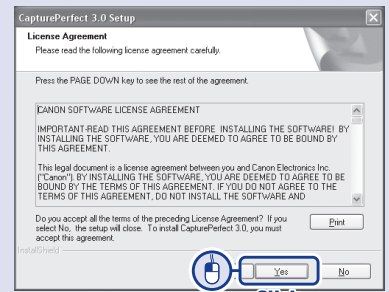 CapturePerfect 3.0 Setup
License Agreement
Please read the following license agreement carefully.
Press the PAGE DOWN key to see the rest of the agreement.
CANON SOFTWARE LICENSE AGREEMENT
IMPORTANT-READ THIS AGREEMENT BEFORE INSTALLING THE SOFTWARE! BY
INSTALLING THE SOFTWARE, YOU ARE DEEMED TO AGREE TO BE BOUND BY
THIS AGREEMENT.
This legal document is a license agreement between you and Canon Electronics Inc.
("Canon"). BY INSTALLING THE SOFTWARE, YOU ARE DEEMED TO AGREE TO BE
BOUND BY THE TERMS OF THIS AGREEMENT. IF YOU DO NOT AGREE TO THE
TERMS OF THIS AGREEMENT, DO NOT INSTALL THE SOFTWARE AND
Do you accept all the terms of the preceding License Agreement? If you
select No, the setup will close. To install CapturePerfect 3.0, you must
accept this agreement.
Print
InstallShield
Yes
No